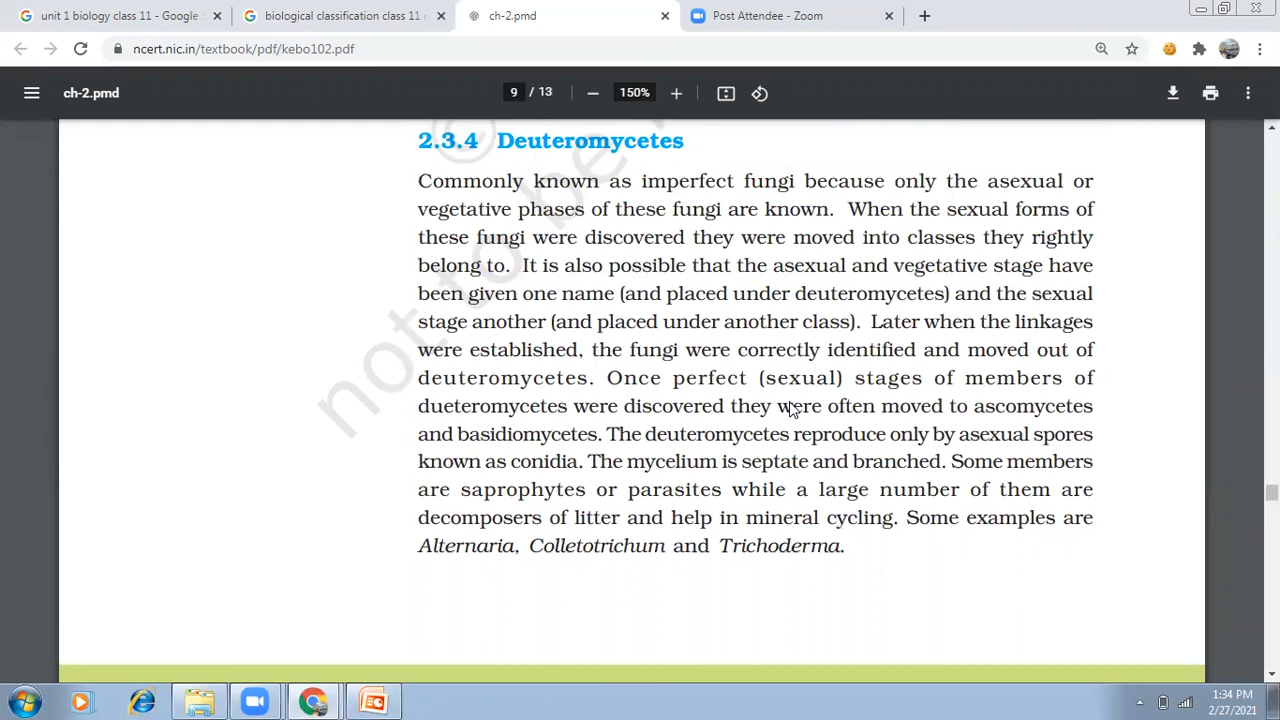 unit 1 biology class 11 - Google S
biological classification class 11 n
ch-2.pmd
Post Attendee - Zoom
ncert.nic.in/textbook/pdf/kebo102.pdf
ch-2.pmd
9 / 13
150%
not to be
2.3.4 Deuteromycetes
Commonly known as imperfect fungi because only the asexual or
vegetative phases of these fungi are known. When the sexual forms of
these fungi were discovered they were moved into classes they rightly
belong to. It is also possible that the asexual and vegetative stage have
been given one name (and placed under deuteromycetes) and the sexual
stage another (and placed under another class). Later when the linkages
were established, the fungi were correctly identified and moved out of
deuteromycetes. Once perfect (sexual) stages of members of
dueteromycetes were discovered they were often moved to ascomycetes
and basidiomycetes. The deuteromycetes reproduce only by asexual spores
known as conidia. The mycelium is septate and branched. Some members
are saprophytes or parasites while a large number of them are
decomposers of litter and help in mineral cycling. Some examples are
Alternaria, Colletotrichum and Trichoderma.
1:34 PM
2/27/2021